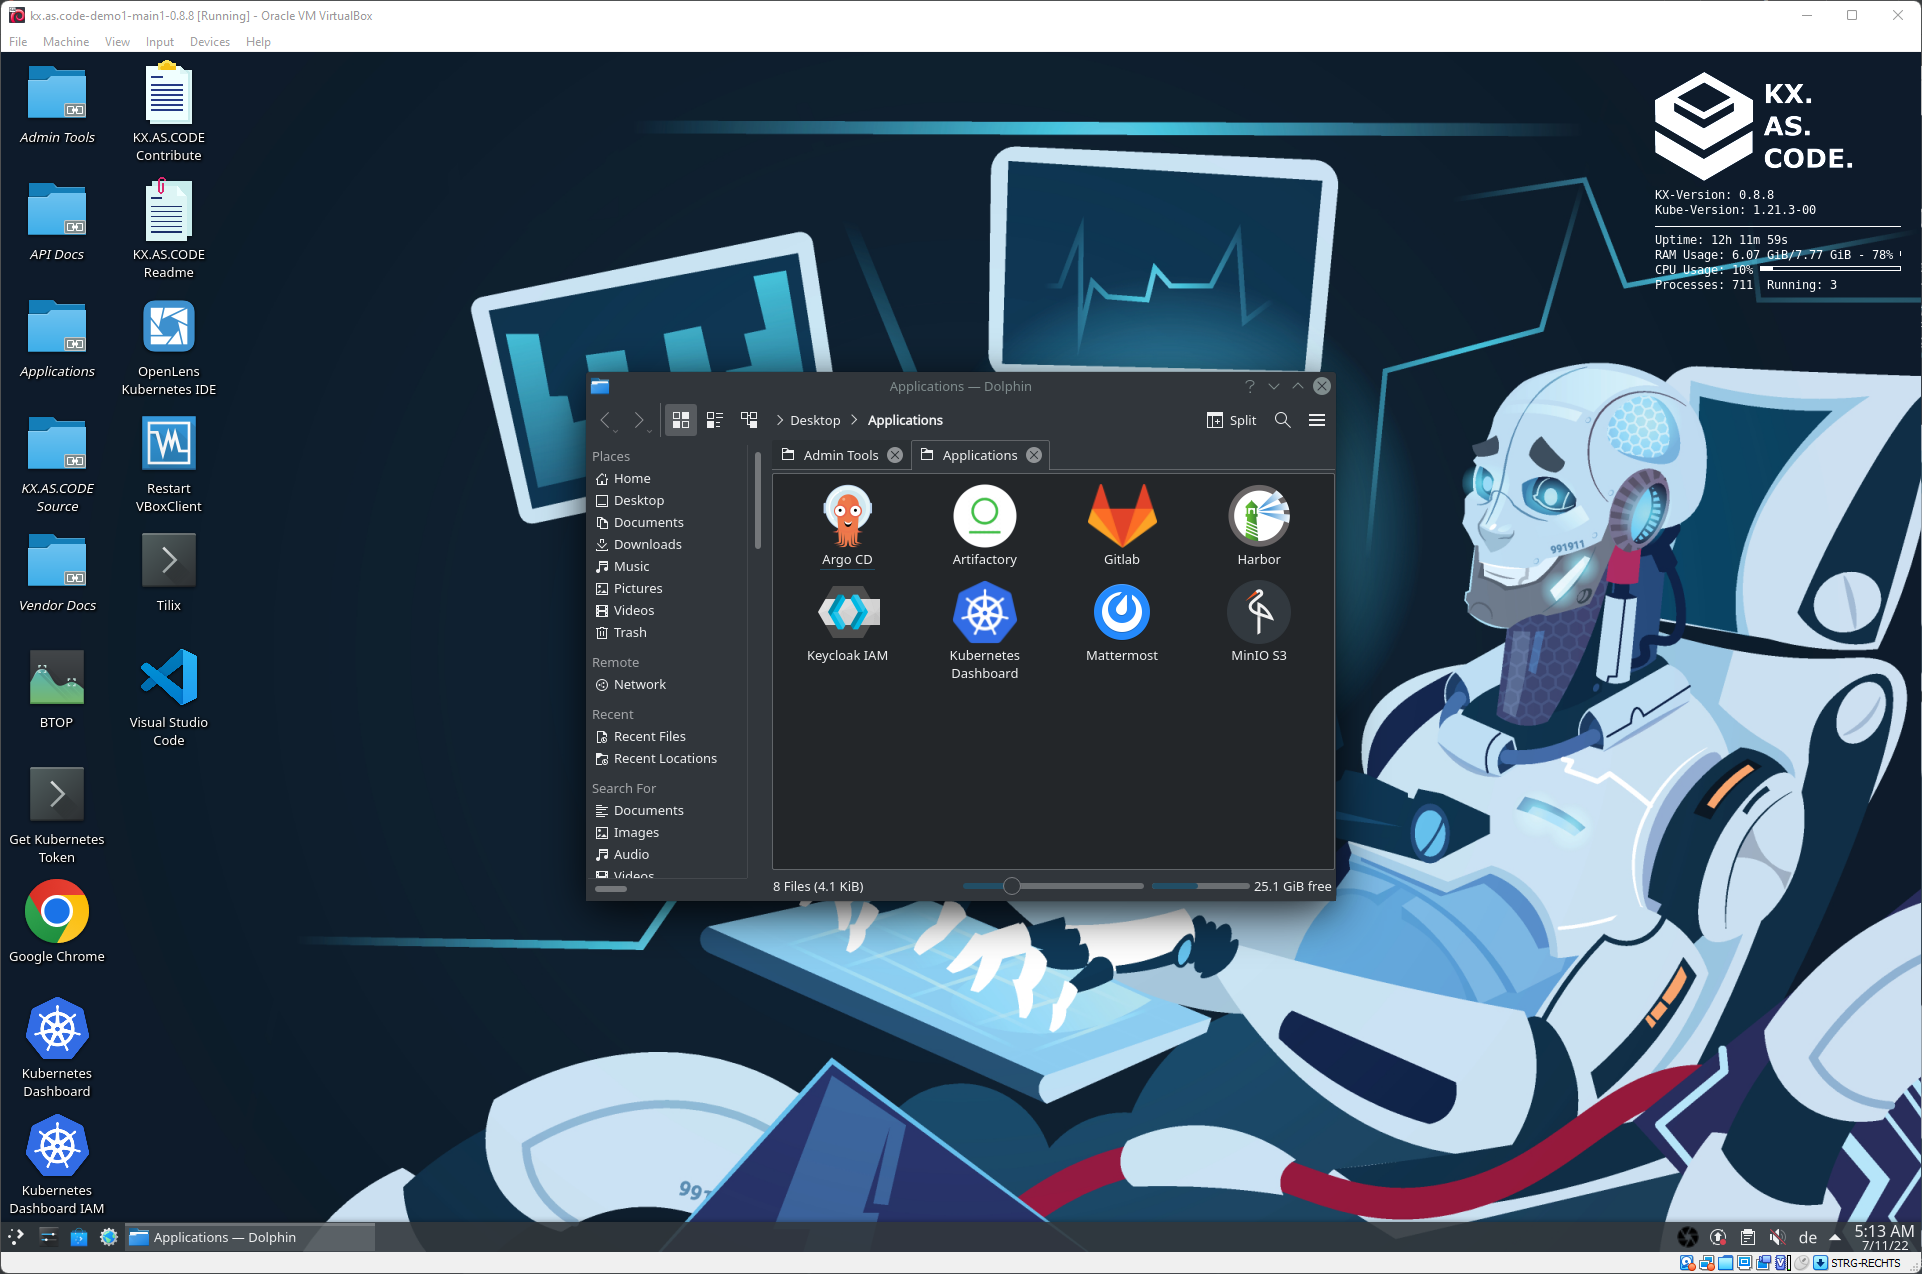 kx.as.code-demo1-main1-0.8.8 [Running] - Oracle VM VirtualBox
File Machine View Input Devices Help
Admin Tools
KX.AS.CODE
Contribute
API Docs
KX.AS.CODE
Readme
Applications
OpenLens
Kubernetes IDE
KX.AS.CODE
Source
Restart
VBoxClient
Vendor Docs
Tilix
BTOP
Visual Studio
Code
Get Kubernetes
Token
Google Chrome
Kubernetes
Dashboard
Kubernetes
Dashboard IAM
KX.
AS.
CODE.
KX-Version: 0.8.8
Kube-Version: 1.21.3-00
Uptime: 12h 11m 59s
RAM Usage: 6.07 GiB/7.77 GiB - 78%
CPU Usage: 10%
Processes: 711 Running: 3
991911
Applications — Dolphin
Desktop Applications
Split
Admin Tools
Applications
Places
Home
Desktop
Documents
Downloads
Music
Pictures
Videos
Trash
Remote
Network
Recent
Recent Files
Recent Locations
Search For
Documents
Images
Audio
Videos
Argo CD
Artifactory
Gitlab
Harbor
Keycloak IAM
Kubernetes
Dashboard
Mattermost
MinIO S3
8 Files (4.1 KiB)
25.1 GiB free
991
Applications — Dolphin
de
5:13 AM
7/11/22
STRG-RECHTS